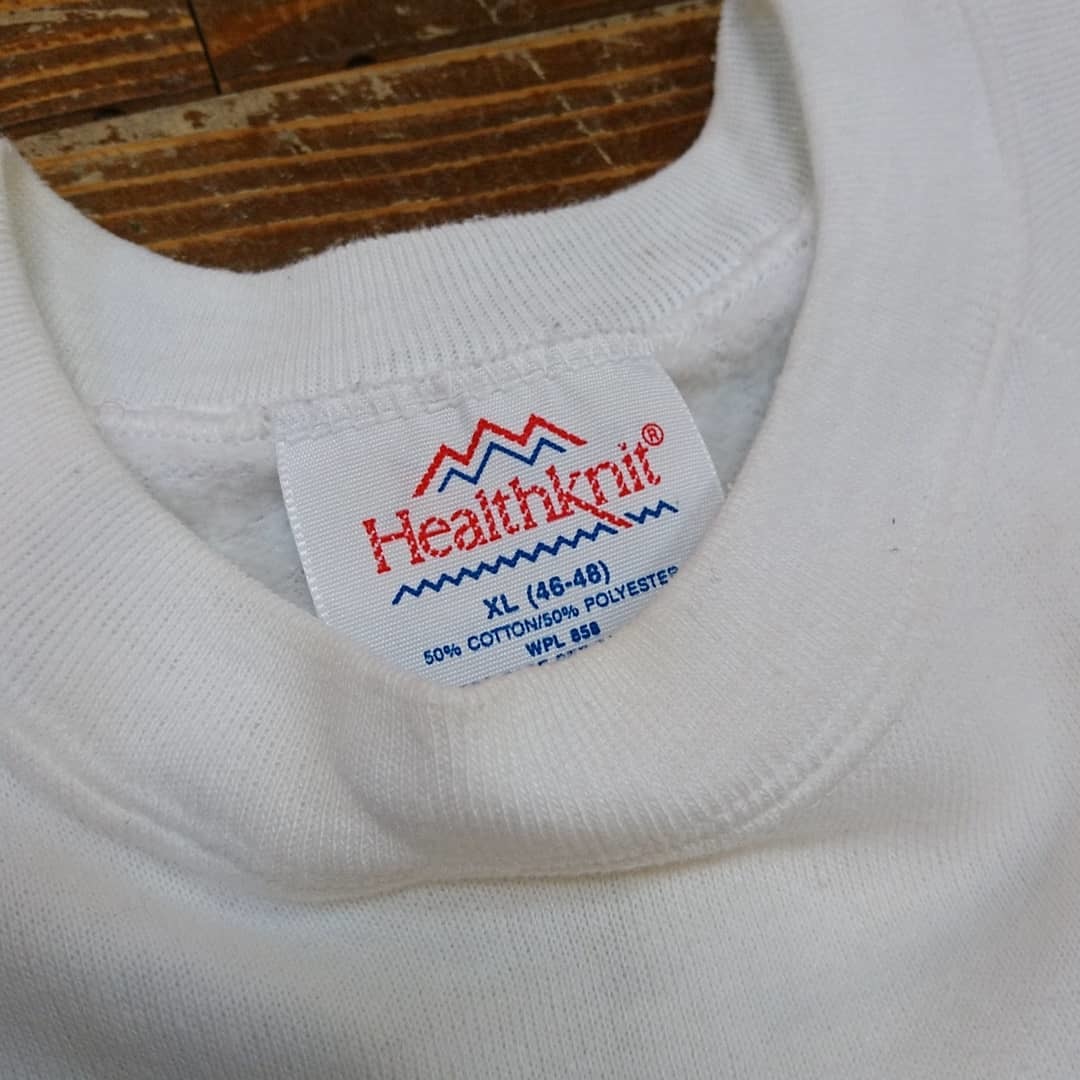 Healthknit®
XL (46-48)
50% COTTON/50% POLYESTER
WPL 858